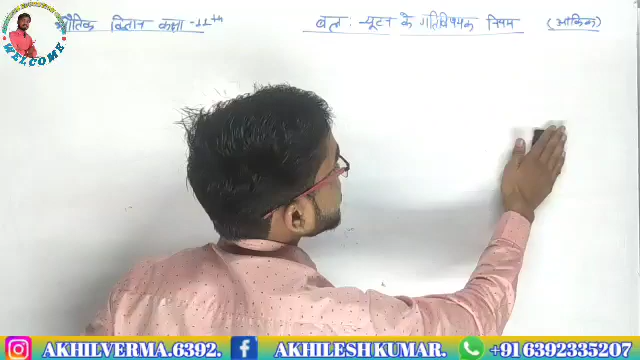 भौतिक विज्ञान कक्षा -11th
बल न्यूटन के गतिविषयक नियम (आंकिक)
WELCOME
AKHILVERMA.6392. AKHILESH KUMAR. +91 6392335207